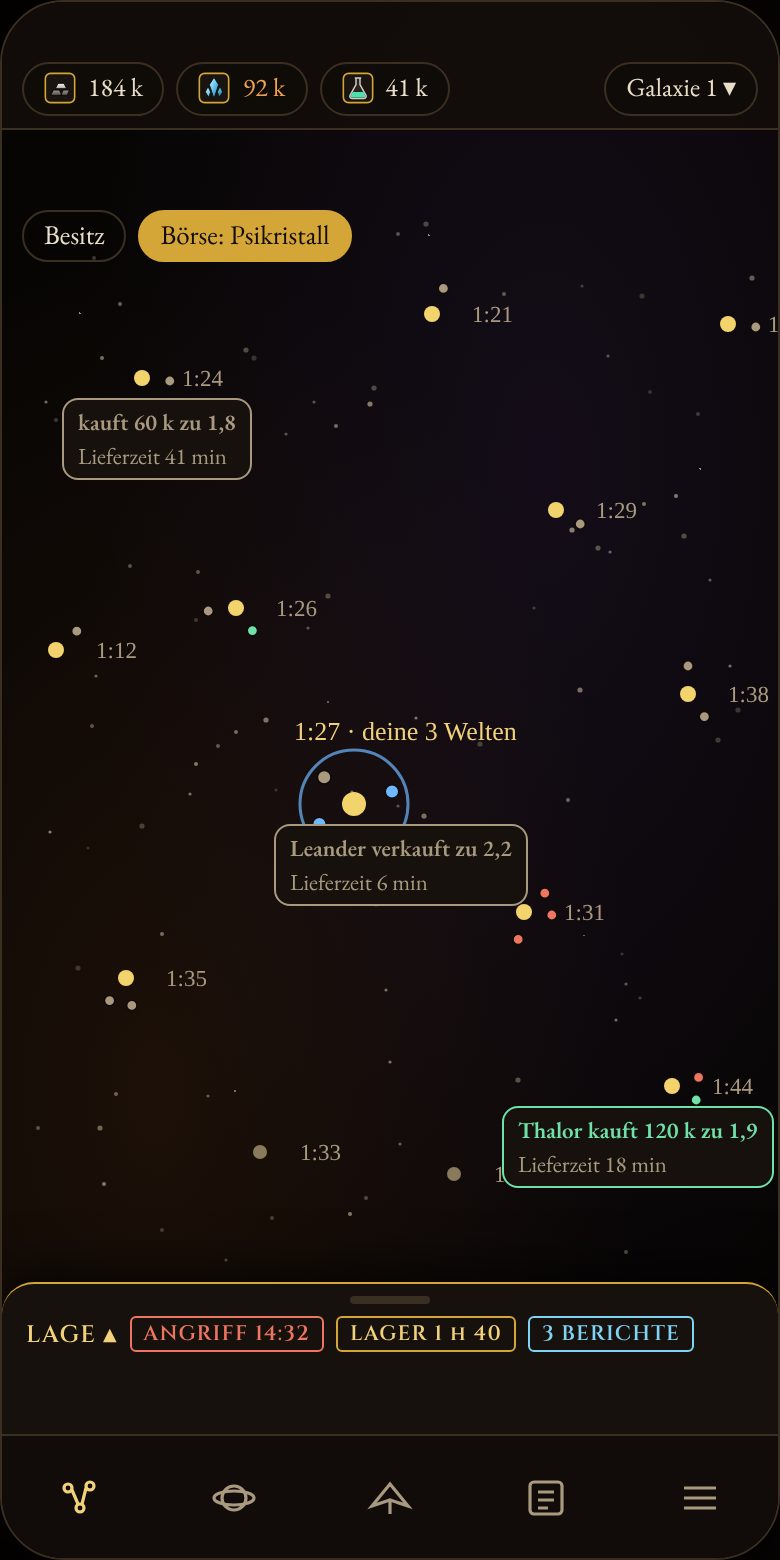 184 k
92 k
41 k
Galaxie 1 ▼
Besitz
Börse: Psikristall
1:21
1:24
kauft 60 k zu 1,8
Lieferzeit 41 min
1:29
1:26
1:12
1:38
1:27 · deine 3 Welten
Leander verkauft zu 2,2
Lieferzeit 6 min
1:31
1:35
1:44
Thalor kauft 120 k zu 1,9
Lieferzeit 18 min
1:33
LAGE ▲
ANGRIFF 14:32
LAGER 1 H 40
3 BERICHTE